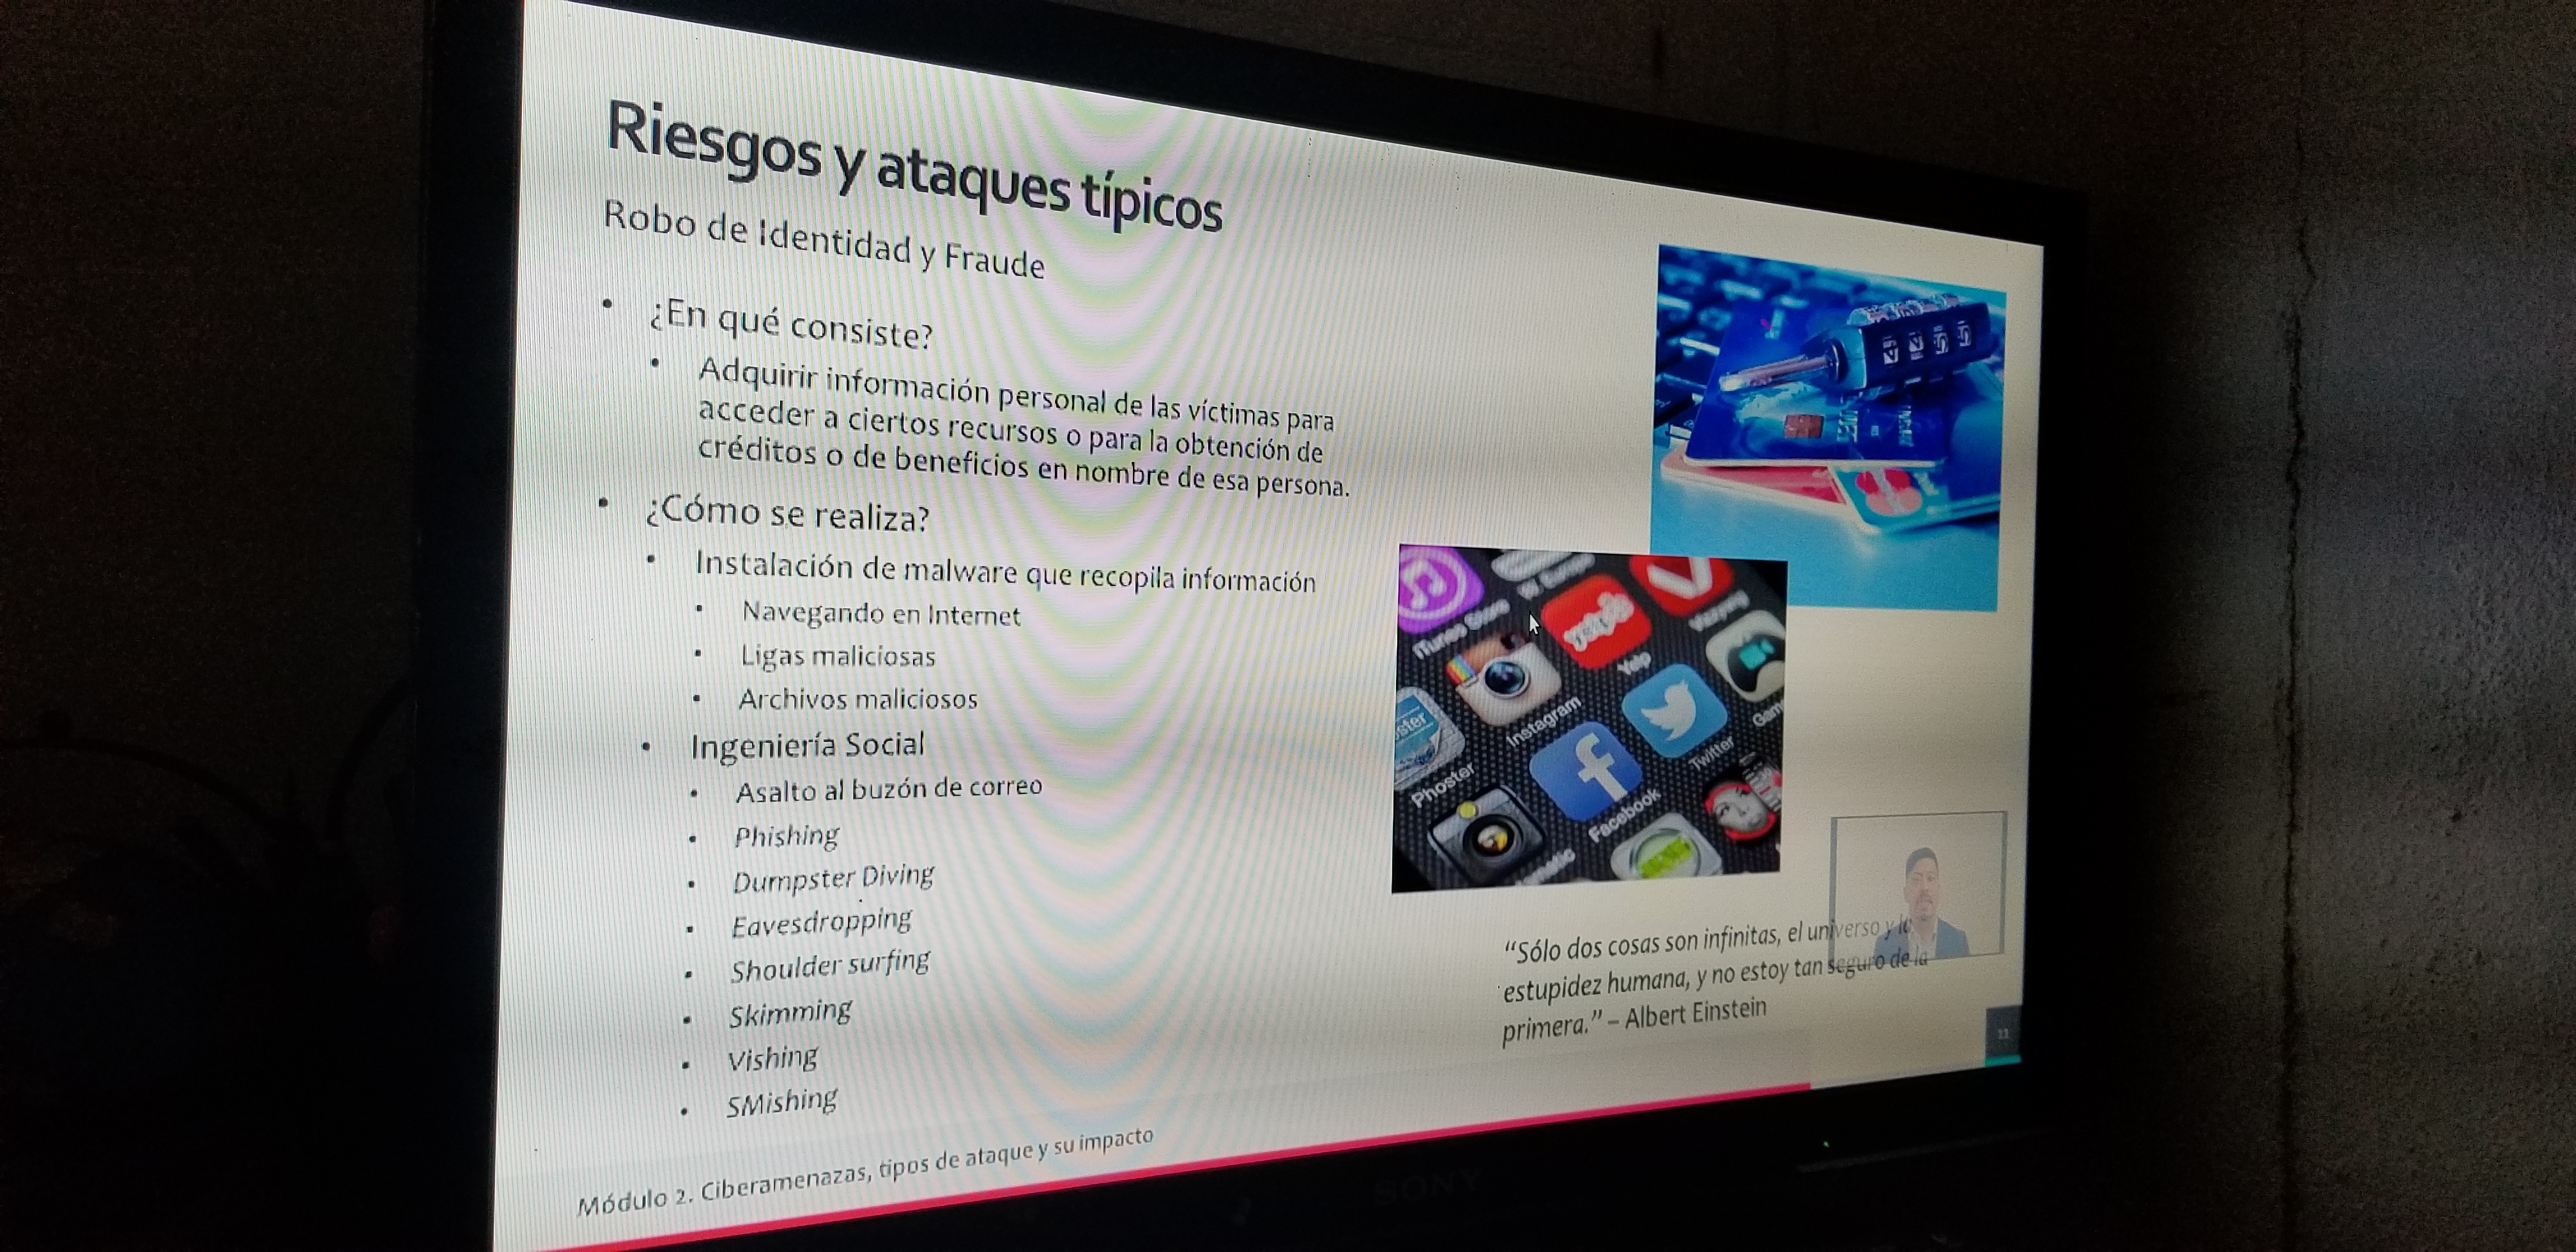 Riesgos y ataques típicos
Robo de Identidad y Fraude
• ¿En qué consiste?
• Adquirir información personal de las víctimas para
acceder a ciertos recursos o para la obtención de
créditos o de beneficios en nombre de esa persona.
• ¿Cómo se realiza?
• Instalación de malware que recopila información
• Navegando en Internet
• Ligas maliciosas
• Archivos maliciosos
• Ingeniería Social
• Asalto al buzón de correo
• Phishing
• Dumpster Diving
• Eavesdropping
• Shoulder surfing
• Skimming
• Vishing
• SMishing
iTunes Store
yelp
Yelp
Instagram
Twitter
Facebook
Phoster
"Sólo dos cosas son infinitas, el universo y la
estupidez humana, y no estoy tan seguro de la
primera." – Albert Einstein
11
Módulo 2. Ciberamenazas, tipos de ataque y su impacto
SONY